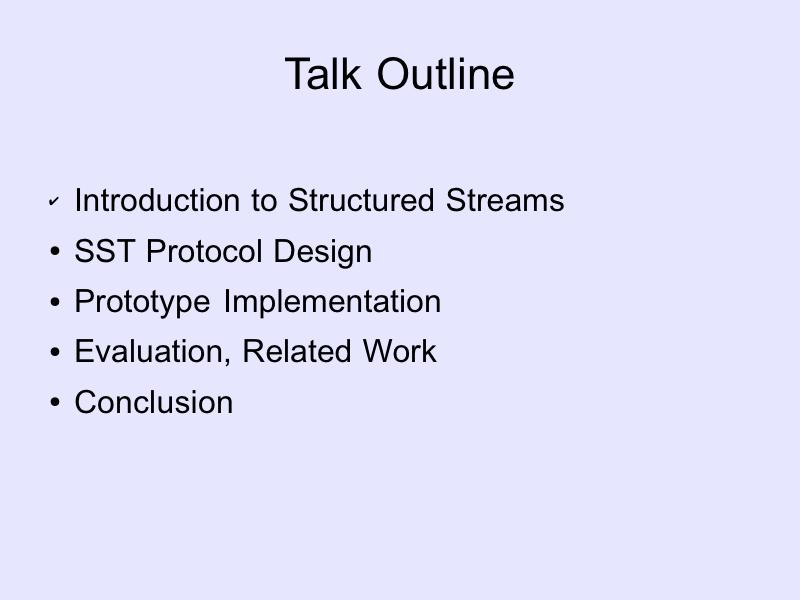 Talk Outline
✔ Introduction to Structured Streams
• SST Protocol Design
• Prototype Implementation
• Evaluation, Related Work
• Conclusion